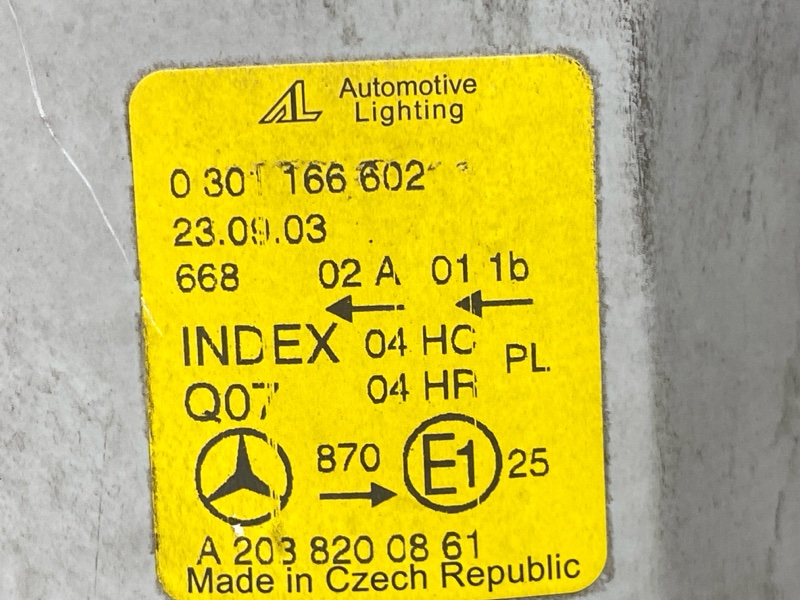 AL Automotive
Lighting
0 301 166 602
23.09.03
668 02 A 01 1b
INDEX 04 HC PL
Q07 04 HR
870 E1 25
A 203 820 08 61
Made in Czech Republic